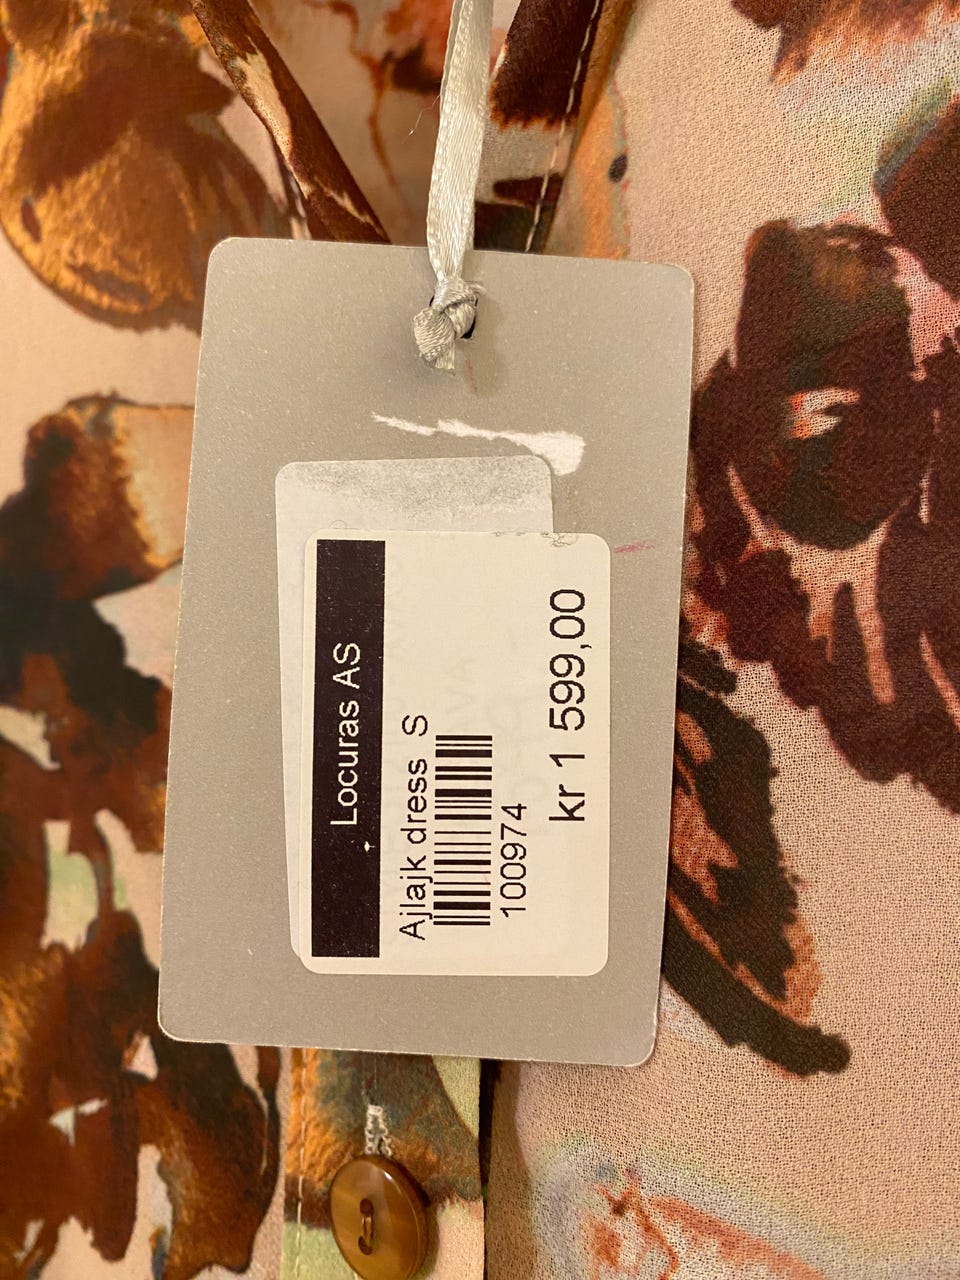 Locuras AS
Ajlajk dress S
100974
kr 1 599,00